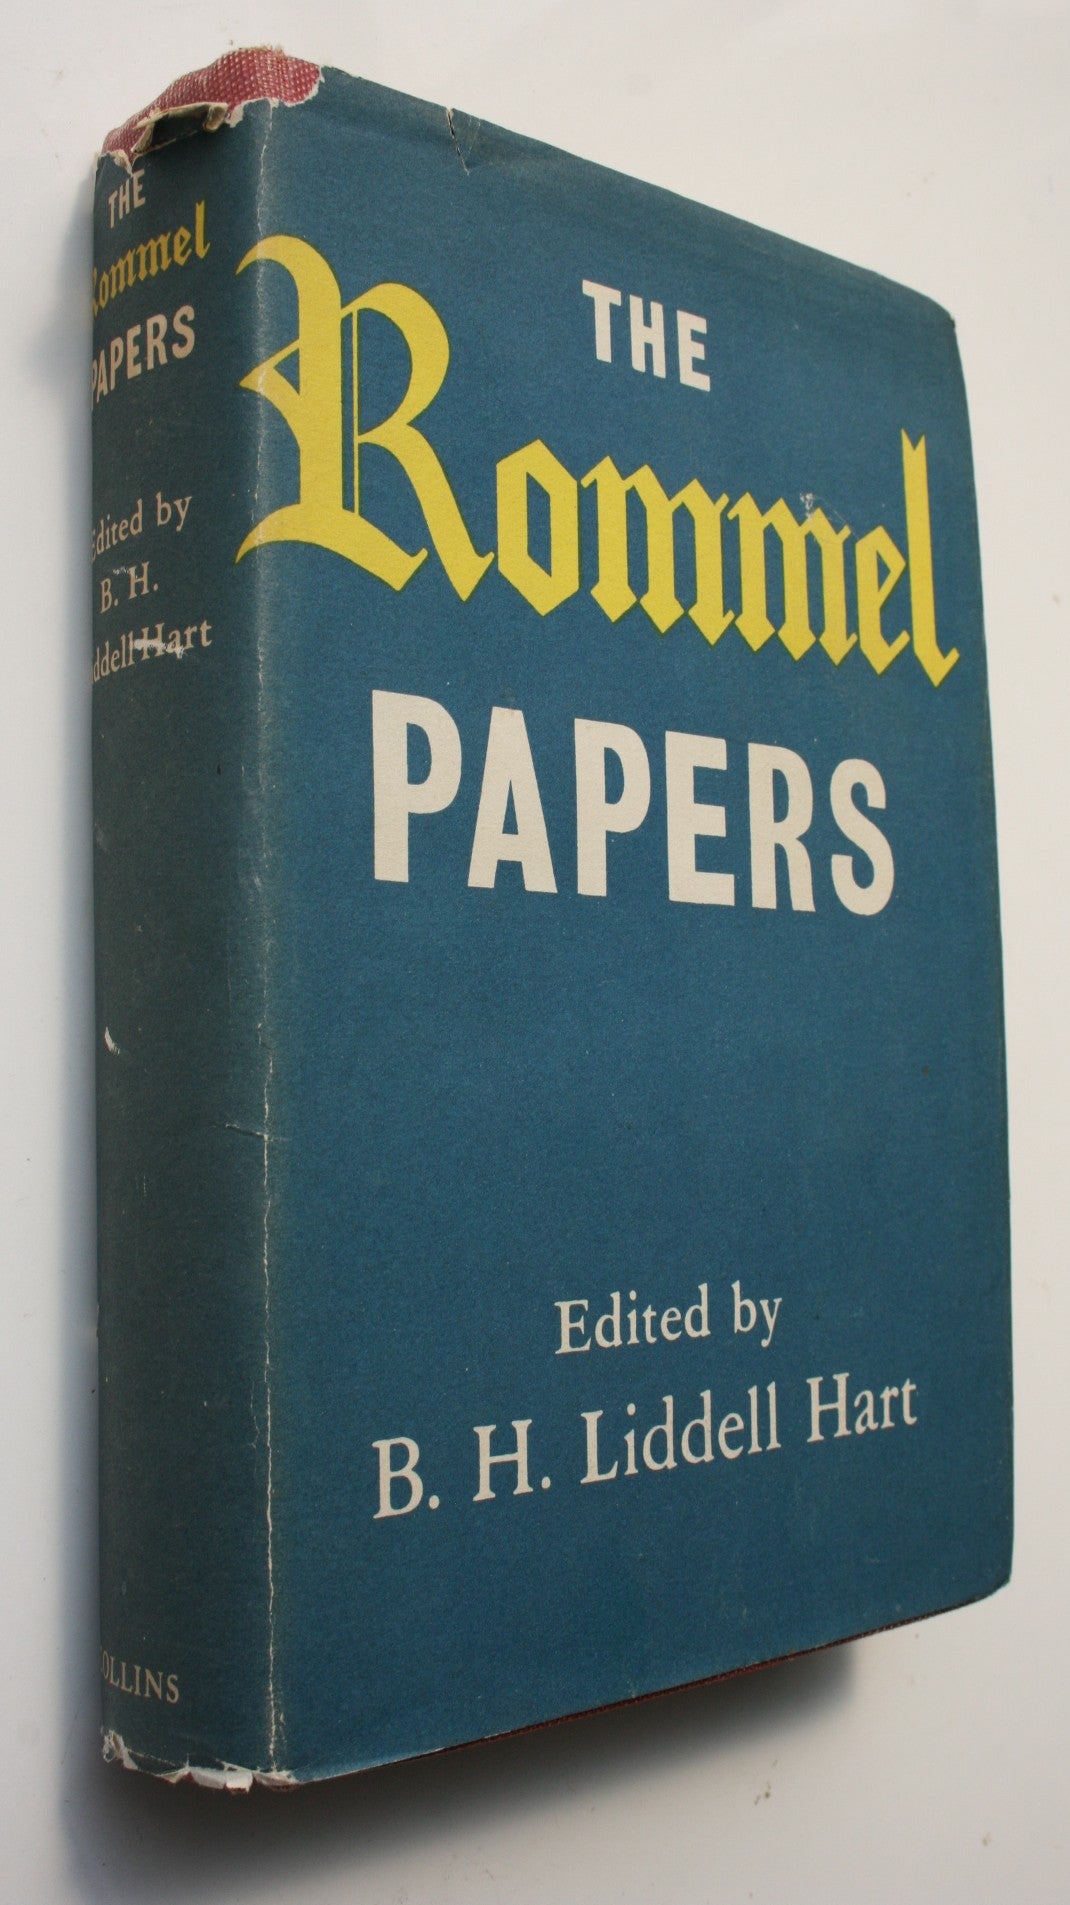 THE
Rommel
PAPERS
Edited by
B. H.
Liddell Hart
COLLINS
THE
Rommel
PAPERS
Edited by
B. H. Liddell Hart